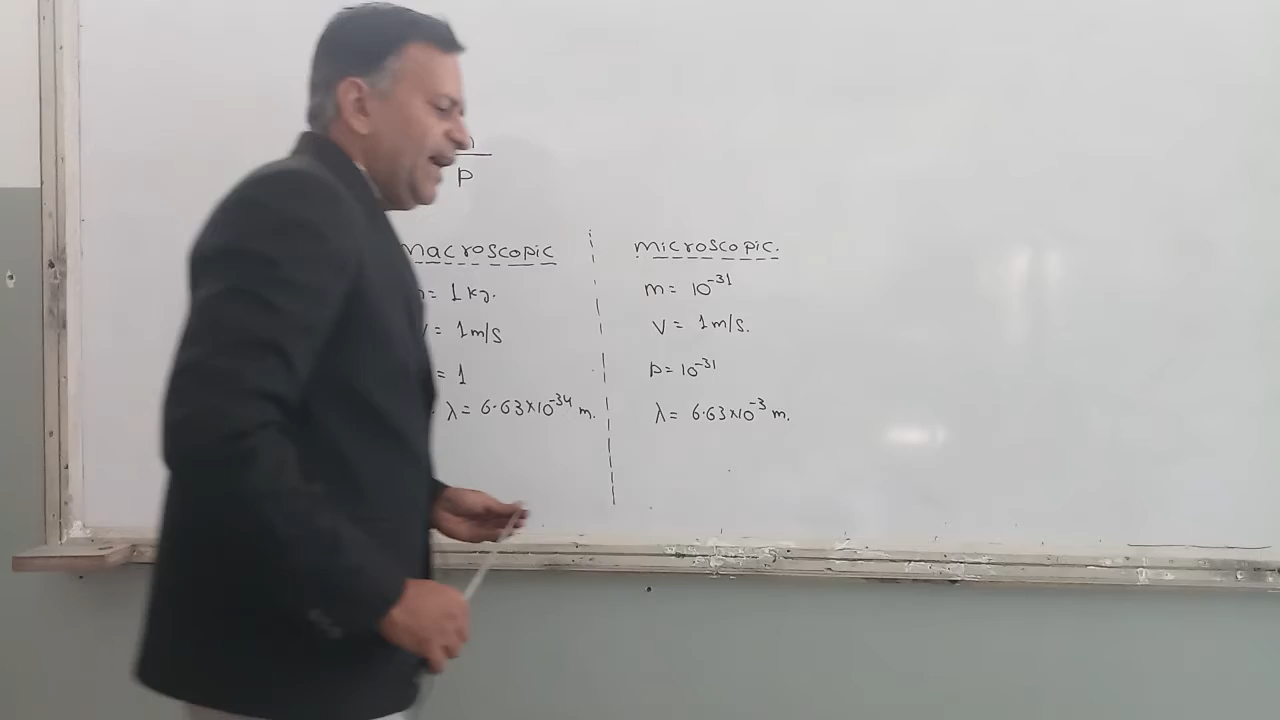 P
macroscopic
= 1 kg.
= 1 m/s
= 1
λ = 6.63×10⁻³⁴ m.
microscopic.
m = 10⁻³¹
v = 1 m/s.
p = 10⁻³¹
λ = 6.63×10⁻³ m.